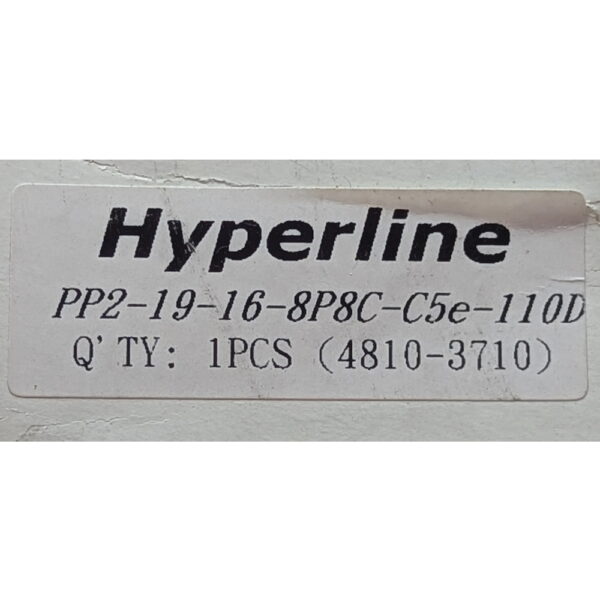 Hyperline
PP2-19-16-8P8C-C5e-110D
Q'TY: 1PCS (4810-3710)